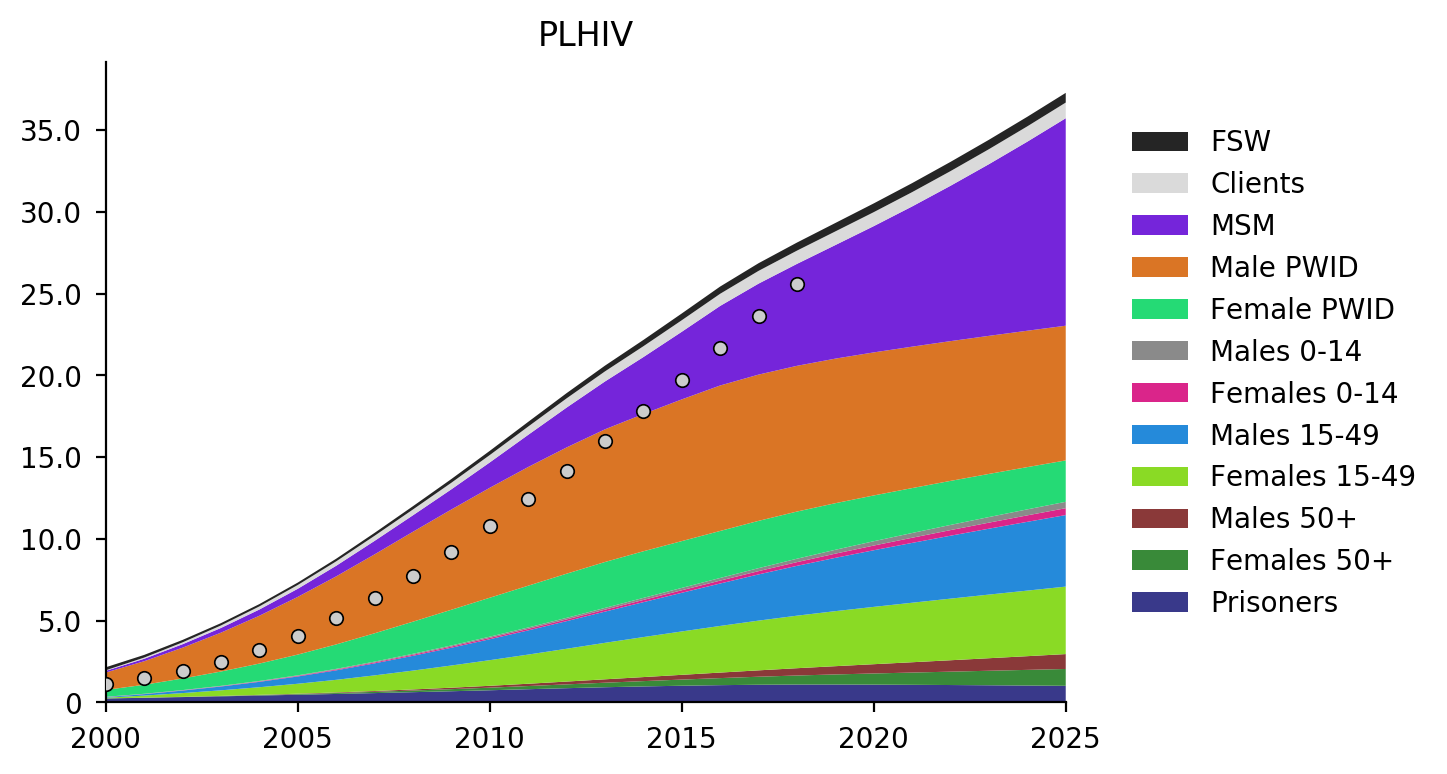 PLHIV
35.0
30.0
25.0
20.0
15.0
10.0
5.0
0
2000 2005 2010 2015 2020 2025
FSW
Clients
MSM
Male PWID
Female PWID
Males 0-14
Females 0-14
Males 15-49
Females 15-49
Males 50+
Females 50+
Prisoners